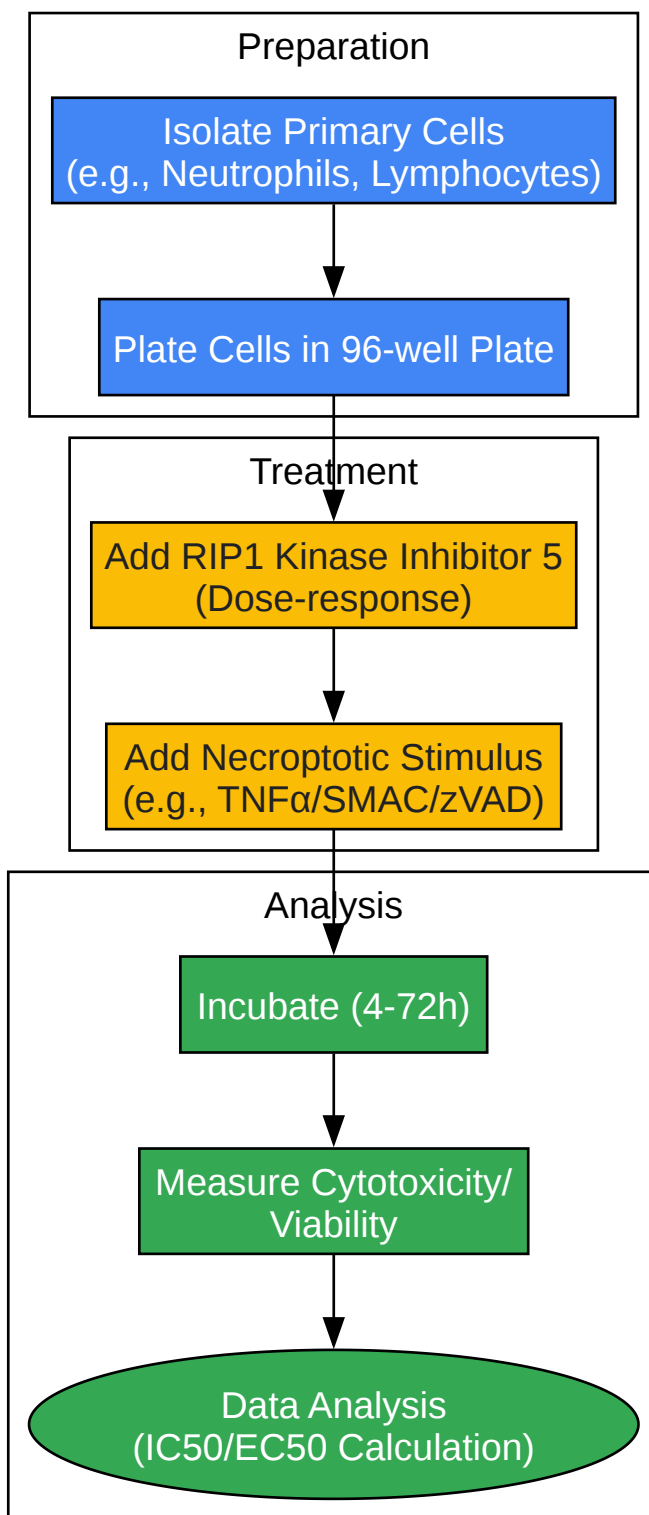 Preparation
Isolate Primary Cells
(e.g., Neutrophils, Lymphocytes)
Plate Cells in 96-well Plate
Treatment
Add RIP1 Kinase Inhibitor 5
(Dose-response)
Add Necroptotic Stimulus
(e.g., TNFα/SMAC/zVAD)
Analysis
Incubate (4-72h)
Measure Cytotoxicity/
Viability
Data Analysis
(IC50/EC50 Calculation)